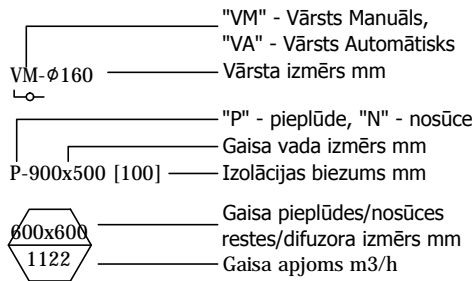 "VM" - Vārsts Manuāls,
"VA" - Vārsts Automātisks
VM-ϕ160
Vārsta izmērs mm
"P" - pieplūde, "N" - nosūce
Gaisa vada izmērs mm
P-900x500 [100]
Izolācijas biezums mm
Gaisa pieplūdes/nosūces
600x600
restes/difuzora izmērs mm
1122
Gaisa apjoms m3/h